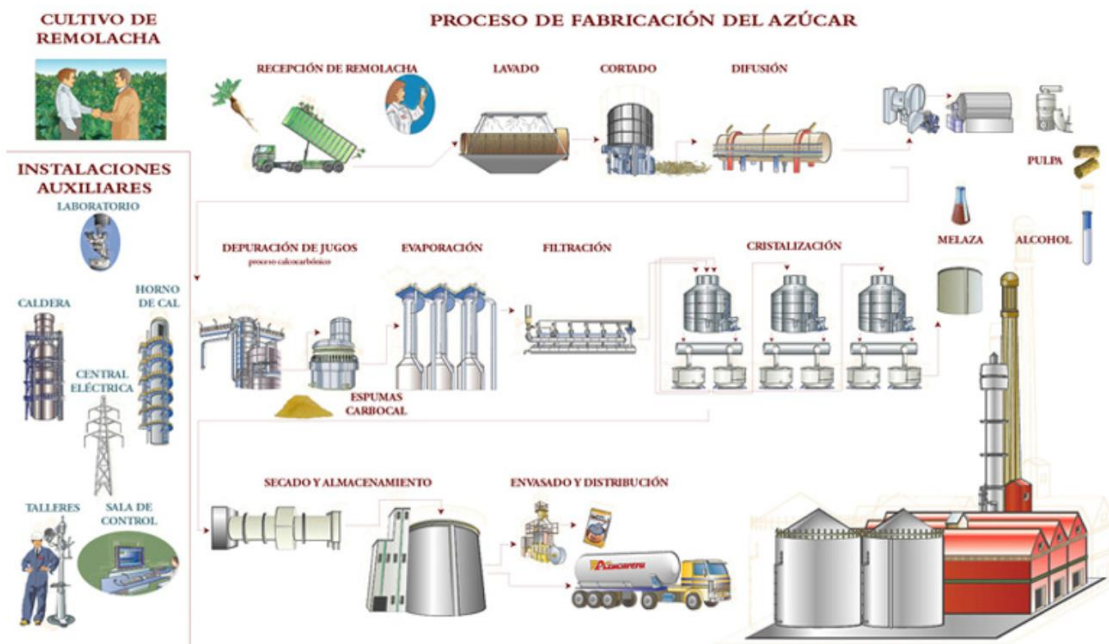 CULTIVO DE
REMOLACHA
PROCESO DE FABRICACIÓN DEL AZÚCAR
RECEPCIÓN DE REMOLACHA
LAVADO
CORTADO
DIFUSIÓN
PULPA
INSTALACIONES
AUXILIARES
LABORATORIO
CALDERA
HORNO
DE CAL
CENTRAL
ELÉCTRICA
TALLERES
SALA DE
CONTROL
DEPURACIÓN DE JUGOS
proceso calcocarbónico
EVAPORACIÓN
FILTRACIÓN
CRISTALIZACIÓN
MELAZA
ALCOHOL
ESPUMAS
CARBOCAL
SECADO Y ALMACENAMIENTO
ENVASADO Y DISTRIBUCIÓN
AZUCARERA